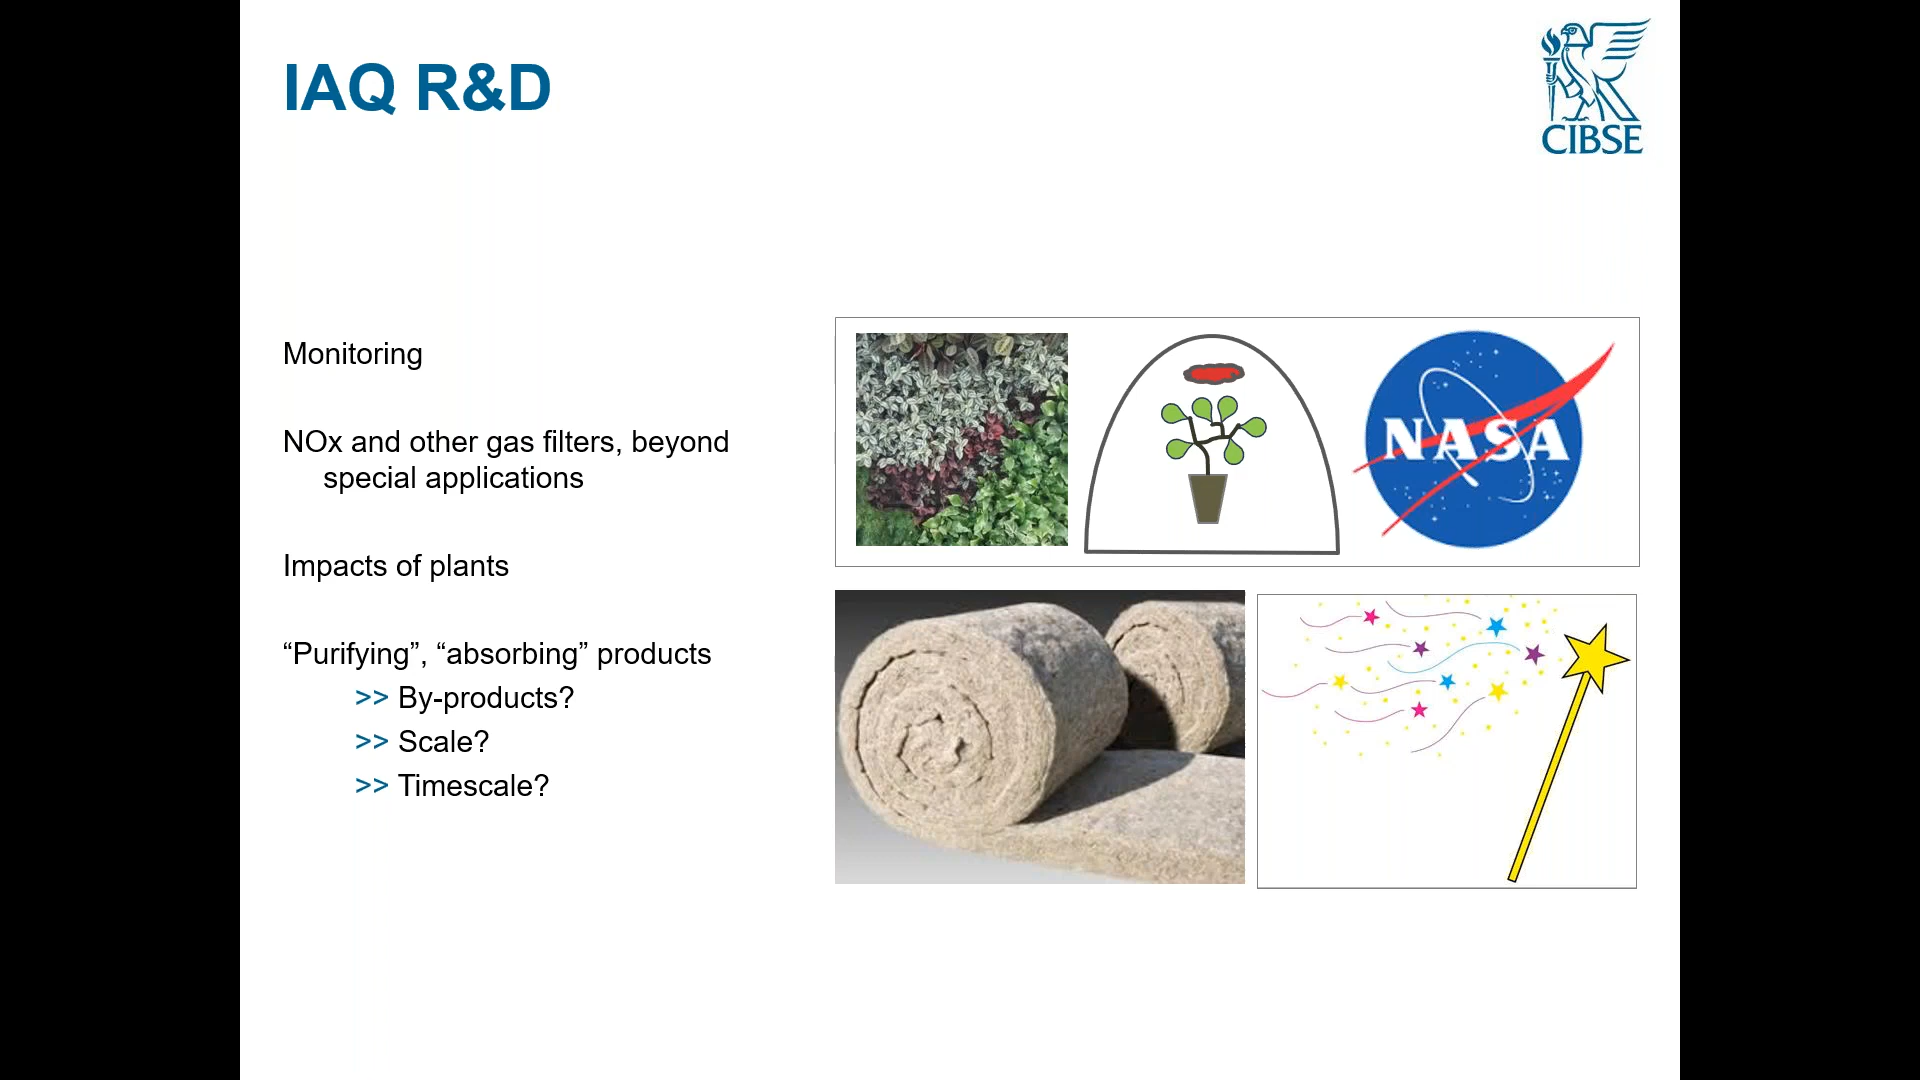 IAQ R&D
CIBSE
Monitoring
NOx and other gas filters, beyond
special applications
Impacts of plants
“Purifying”, “absorbing” products
>> By-products?
>> Scale?
>> Timescale?
NASA